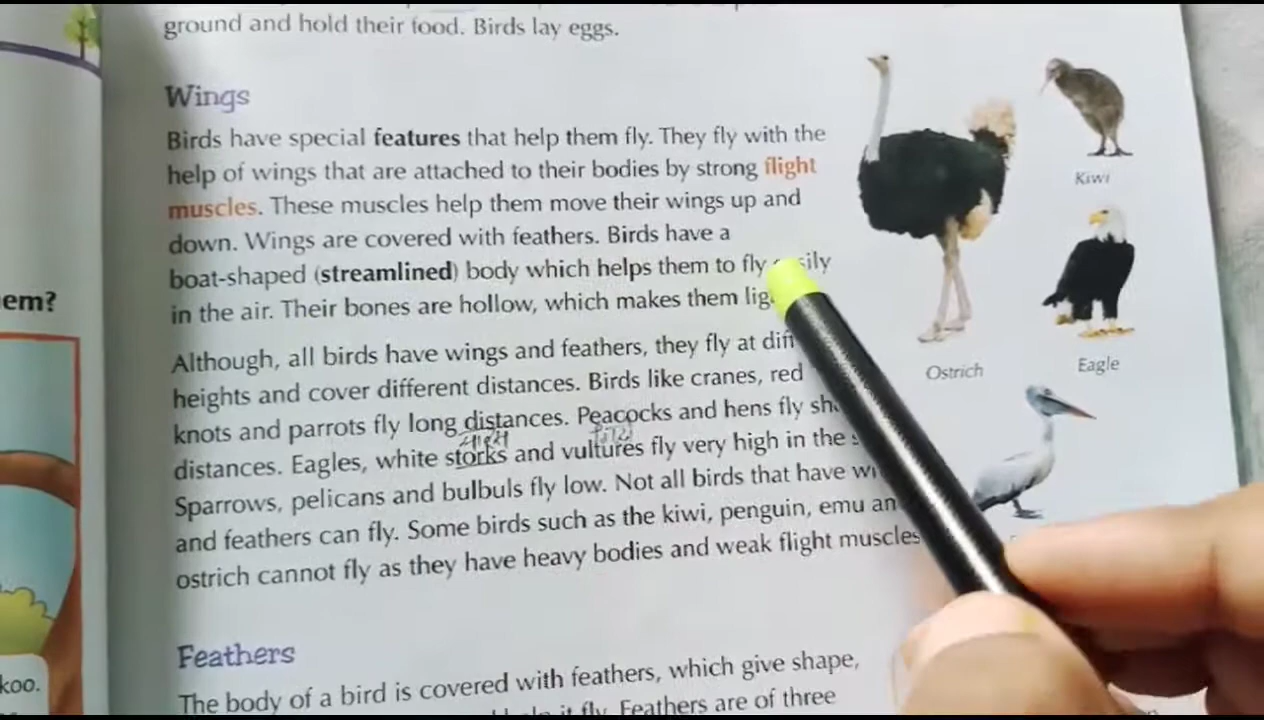 ground and hold their food. Birds lay eggs.
Wings
Birds have special features that help them fly. They fly with the
help of wings that are attached to their bodies by strong flight
muscles. These muscles help them move their wings up and
down. Wings are covered with feathers. Birds have a
boat-shaped (streamlined) body which helps them to fly
in the air. Their bones are hollow, which makes them
Although, all birds have wings and feathers, they fly at
heights and cover different distances. Birds like cranes, red
knots and parrots fly long distances. Peacocks and hens fly
distances. Eagles, white storks and vultures fly very high in the
Sparrows, pelicans and bulbuls fly low. Not all birds that have
and feathers can fly. Some birds such as the kiwi, penguin, emu
ostrich cannot fly as they have heavy bodies and weak flight muscles
Feathers
The body of a bird is covered with feathers, which give shape,
it fly. Feathers are of three
Kiwi
Ostrich
Eagle
em?
koo.